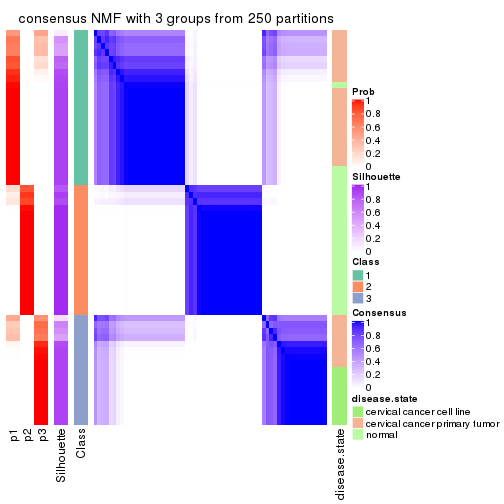 consensus NMF with 3 groups from 250 partitions
Prob
1
0.8
0.6
0.4
0.2
0
Silhouette
1
0.8
0.6
0.4
0.2
0
Class
1
2
3
Consensus
1
0.8
0.6
0.4
0.2
0
disease.state
cervical cancer cell line
cervical cancer primary tumor
normal
p1
p2
p3
Silhouette
Class
disease.state